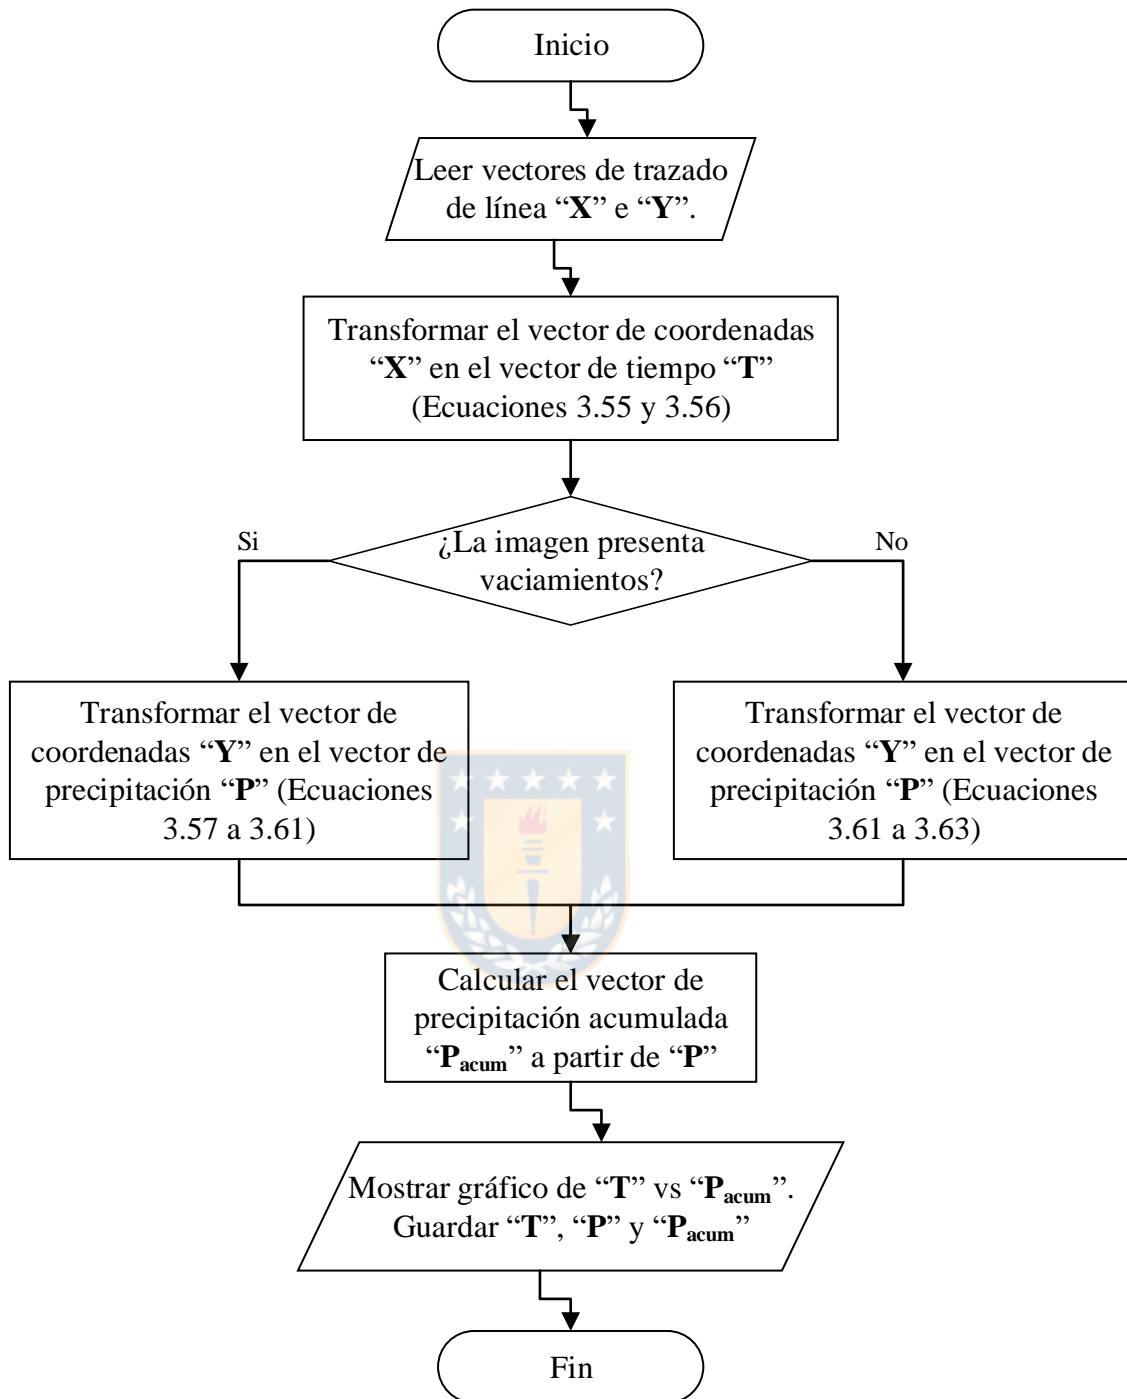 Inicio
Leer vectores de trazado
de línea “X” e “Y”.
Transformar el vector de coordenadas
“X” en el vector de tiempo “T”
(Ecuaciones 3.55 y 3.56)
¿La imagen presenta
vaciamientos?
Si
No
Transformar el vector de
coordenadas “Y” en el vector de
precipitación “P” (Ecuaciones
3.57 a 3.61)
Transformar el vector de
coordenadas “Y” en el vector de
precipitación “P” (Ecuaciones
3.61 a 3.63)
Calcular el vector de
precipitación acumulada
“Pacum” a partir de “P”
Mostrar gráfico de “T” vs “Pacum”.
Guardar “T”, “P” y “Pacum”
Fin